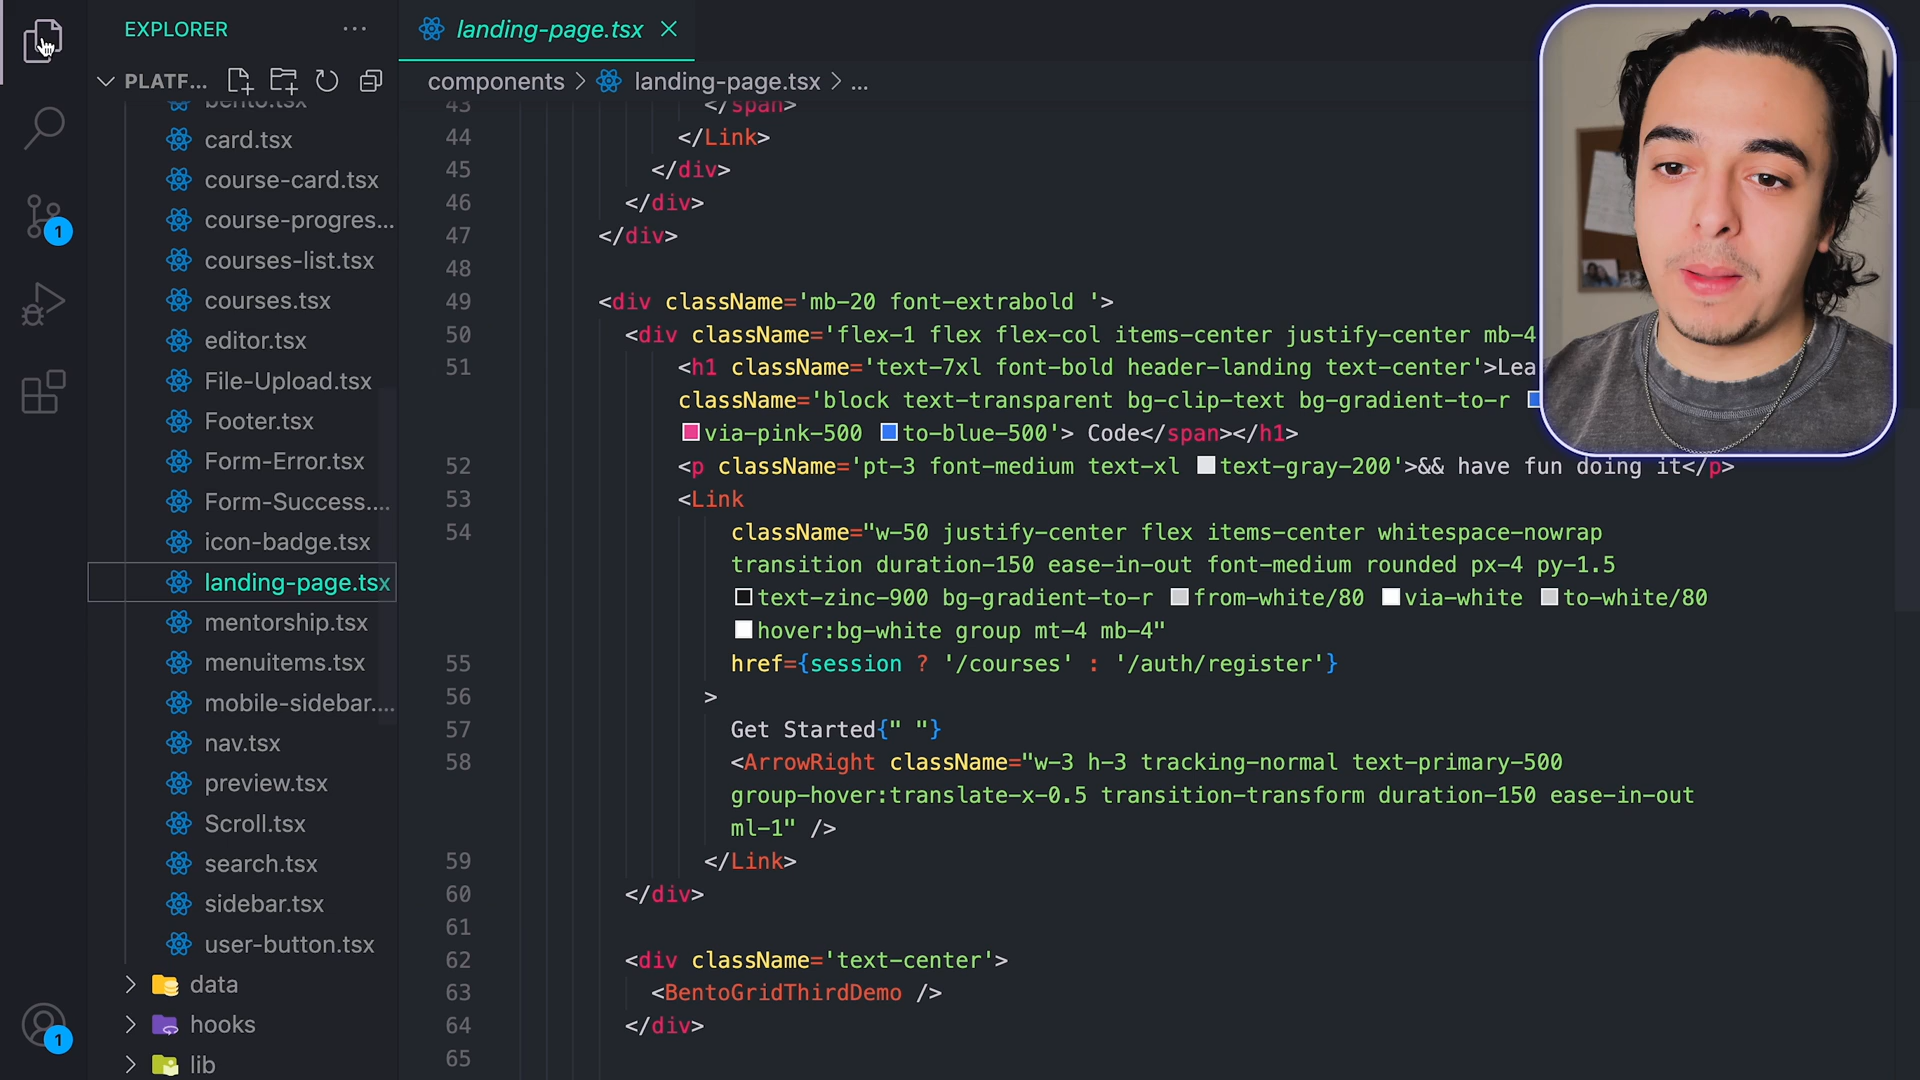 EXPLORER
PLATF...
bento.tsx
card.tsx
course-card.tsx
course-progres...
courses-list.tsx
courses.tsx
editor.tsx
File-Upload.tsx
Footer.tsx
Form-Error.tsx
Form-Success....
icon-badge.tsx
landing-page.tsx
mentorship.tsx
menuitems.tsx
mobile-sidebar....
nav.tsx
preview.tsx
Scroll.tsx
search.tsx
sidebar.tsx
user-button.tsx
data
hooks
lib
1
1
landing-page.tsx
components > landing-page.tsx > ...
43 </span>
44 </Link>
45 </div>
46 </div>
47 </div>
48
49 <div className='mb-20 font-extrabold '>
50 <div className='flex-1 flex flex-col items-center justify-center mb-4
51 <h1 className='text-7xl font-bold header-landing text-center'>Lea
className='block text-transparent bg-clip-text bg-gradient-to-r
via-pink-500 to-blue-500'> Code</span></h1>
52 <p className='pt-3 font-medium text-xl text-gray-200'>&& have fun doing it</p>
53 <Link
54 className="w-50 justify-center flex items-center whitespace-nowrap
transition duration-150 ease-in-out font-medium rounded px-4 py-1.5
text-zinc-900 bg-gradient-to-r from-white/80 via-white to-white/80
hover:bg-white group mt-4 mb-4"
55 href={session ? '/courses' : '/auth/register'}
56 >
57 Get Started{" "}
58 <ArrowRight className="w-3 h-3 tracking-normal text-primary-500
group-hover:translate-x-0.5 transition-transform duration-150 ease-in-out
ml-1" />
59 </Link>
60 </div>
61
62 <div className='text-center'>
63 <BentoGridThirdDemo />
64 </div>
65